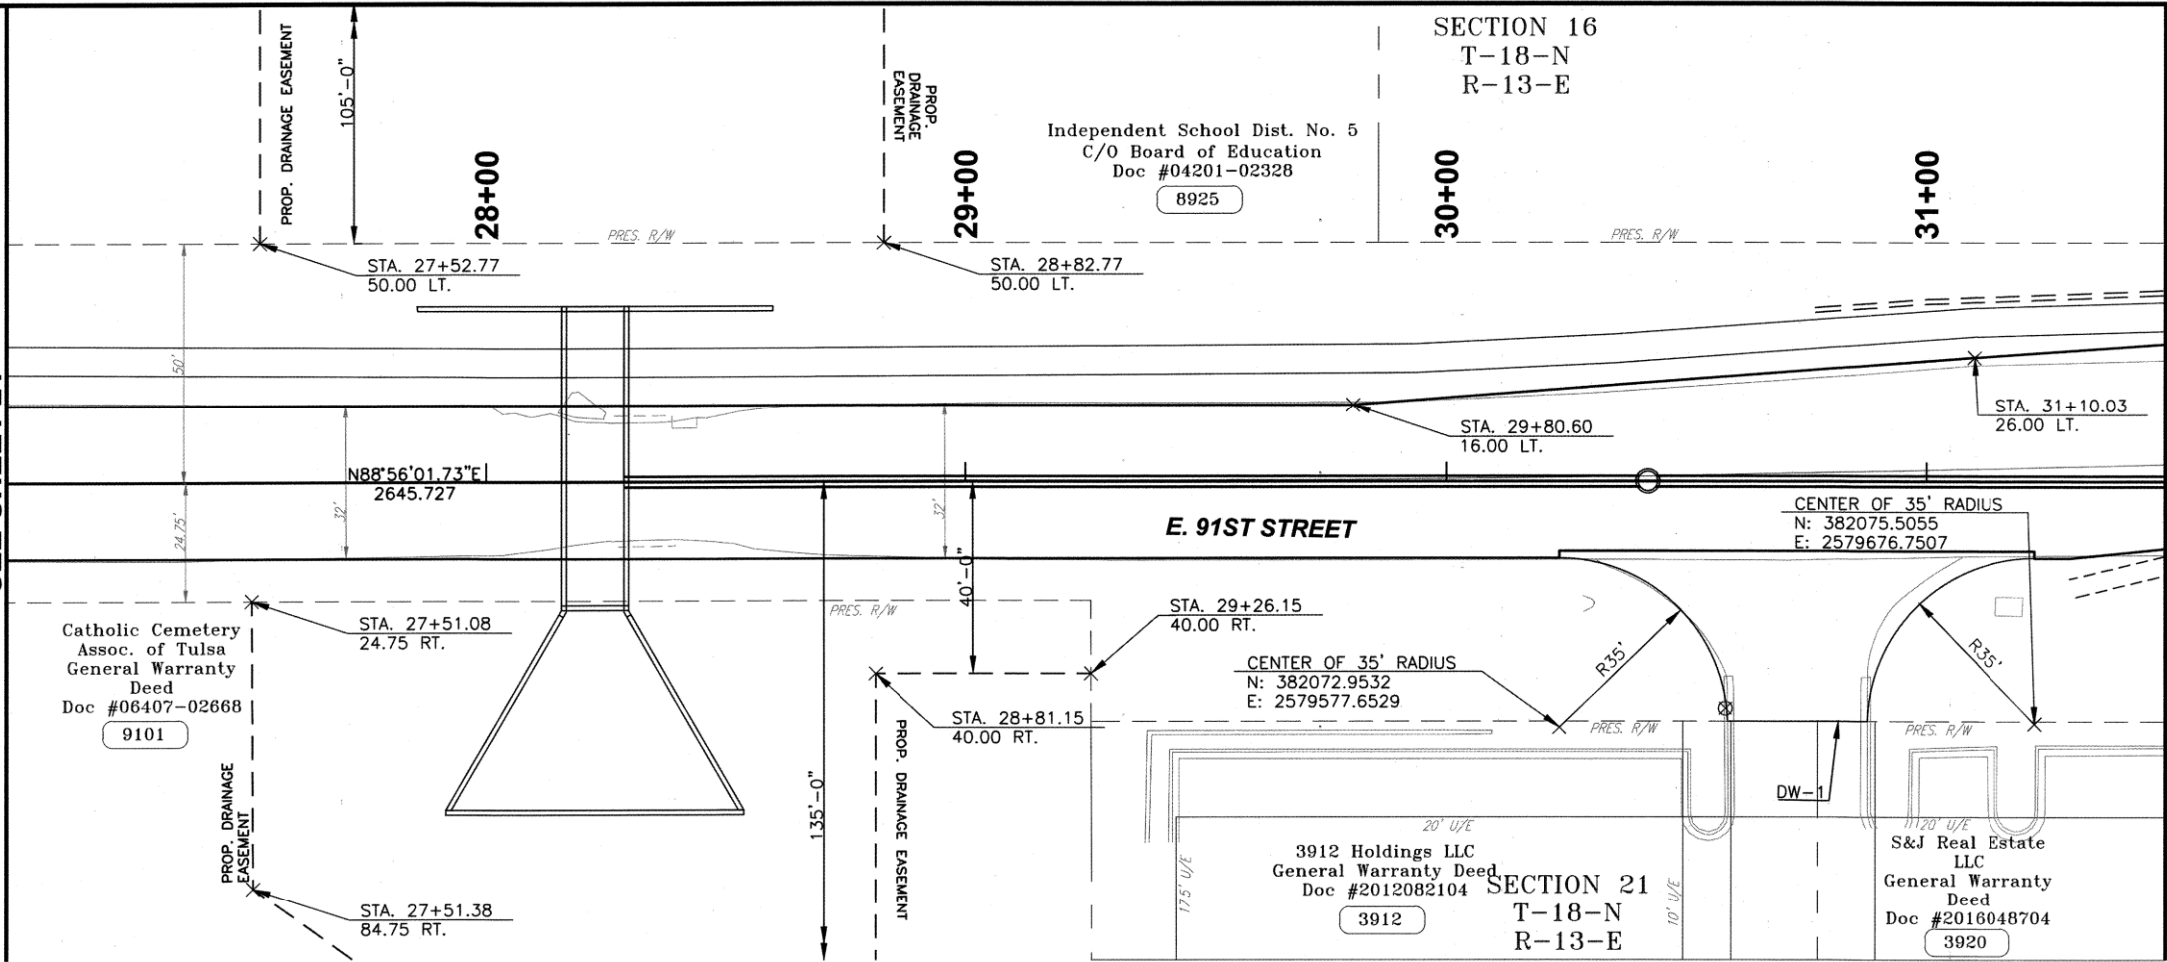 SECTION 16
T-18-N
R-13-E
PROP. DRAINAGE EASEMENT
105'-0"
PROP.
DRAINAGE
EASEMENT
Independent School Dist. No. 5
C/O Board of Education
Doc #04201-02328
8925
28+00
29+00
30+00
31+00
PRES. R/W
PRES. R/W
STA. 27+52.77
50.00 LT.
STA. 28+82.77
50.00 LT.
50'
STA. 31+10.03
26.00 LT.
STA. 29+80.60
16.00 LT.
N88°56'01.73"E
2645.727
24.75'
32'
32'
E. 91ST STREET
CENTER OF 35' RADIUS
N: 382075.5055
E: 2579676.7507
40'-0"
PRES. R/W
STA. 27+51.08
24.75 RT.
STA. 29+26.15
40.00 RT.
Catholic Cemetery
Assoc. of Tulsa
General Warranty
Deed
Doc #06407-02668
9101
R35'
R35'
CENTER OF 35' RADIUS
N: 382072.9532
E: 2579577.6529
STA. 28+81.15
40.00 RT.
PRES. R/W
PRES. R/W
PROP. DRAINAGE
EASEMENT
135'-0"
PROP. DRAINAGE EASEMENT
DW-1
20' U/E
20' U/E
3912 Holdings LLC
General Warranty Deed
Doc #2012082104
3912
17.5' U/E
10' U/E
SECTION 21
T-18-N
R-13-E
S&J Real Estate
LLC
General Warranty
Deed
Doc #2016048704
3920
STA. 27+51.38
84.75 RT.